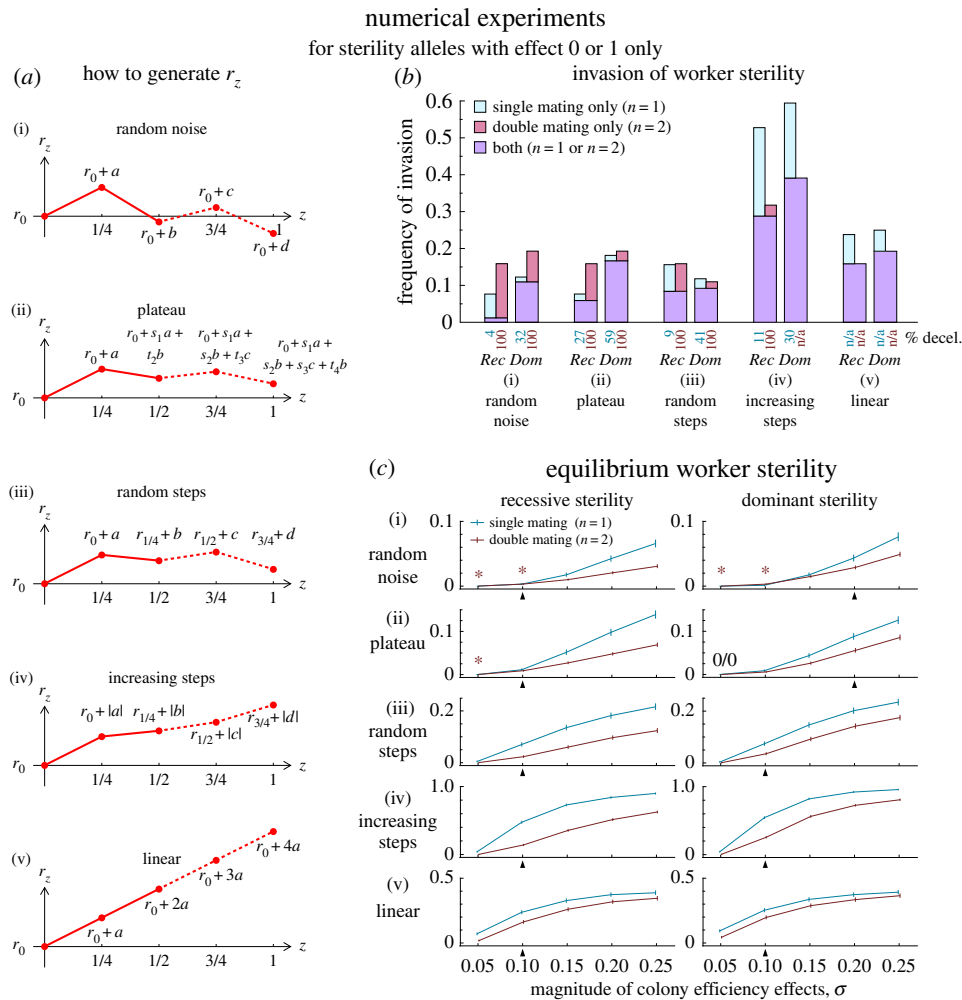 numerical experiments
for sterility alleles with effect 0 or 1 only
(a) how to generate r_z
(i) random noise
r_z
r_0 + a
r_0 + c
r_0
1/4
3/4
1
z
r_0 + b
r_0 + d
(ii) plateau
r_z
r_0 + a
r_0 + s_1a +
t_2b
r_0 + s_1a +
s_2b + t_3c
r_0 + s_1a +
s_2b + s_3c + t_4b
r_0
1/4
1/2
3/4
1
z
(iii) random steps
r_z
r_0 + a
r_{1/4} + b
r_{1/2} + c
r_{3/4} + d
r_0
1/4
1/2
3/4
1
z
(iv) increasing steps
r_z
r_0 + |a|
r_{1/4} + |b|
r_{1/2} + |c|
r_{3/4} + |d|
r_0
1/4
1/2
3/4
1
z
(v) linear
r_z
r_0 + a
r_0 + 2a
r_0 + 3a
r_0 + 4a
r_0
1/4
1/2
3/4
1
z
(b) invasion of worker sterility
single mating only (n = 1)
double mating only (n = 2)
both (n = 1 or n = 2)
frequency of invasion
0.6
0.5
0.4
0.3
0.2
0.1
0
4 100 32 100 27 100 59 100 9 100 41 100 11 100 30 n/a n/a n/a n/a n/a % decel.
Rec Dom Rec Dom Rec Dom Rec Dom Rec Dom
(i) (ii) (iii) (iv) (v)
random plateau random increasing linear
noise steps steps
(c) equilibrium worker sterility
recessive sterility
dominant sterility
(i)
random
noise
0.1
0
single mating (n = 1)
double mating (n = 2)
* *
0.1
0
* *
(ii)
plateau
0.1
0
*
0.1
0
0/0
(iii)
random
steps
0.2
0
0.2
0
(iv)
increasing
steps
1.0
0
1.0
0
(v)
linear
0.5
0
0.5
0
0.05 0.10 0.15 0.20 0.25
0.05 0.10 0.15 0.20 0.25
magnitude of colony efficiency effects, σ